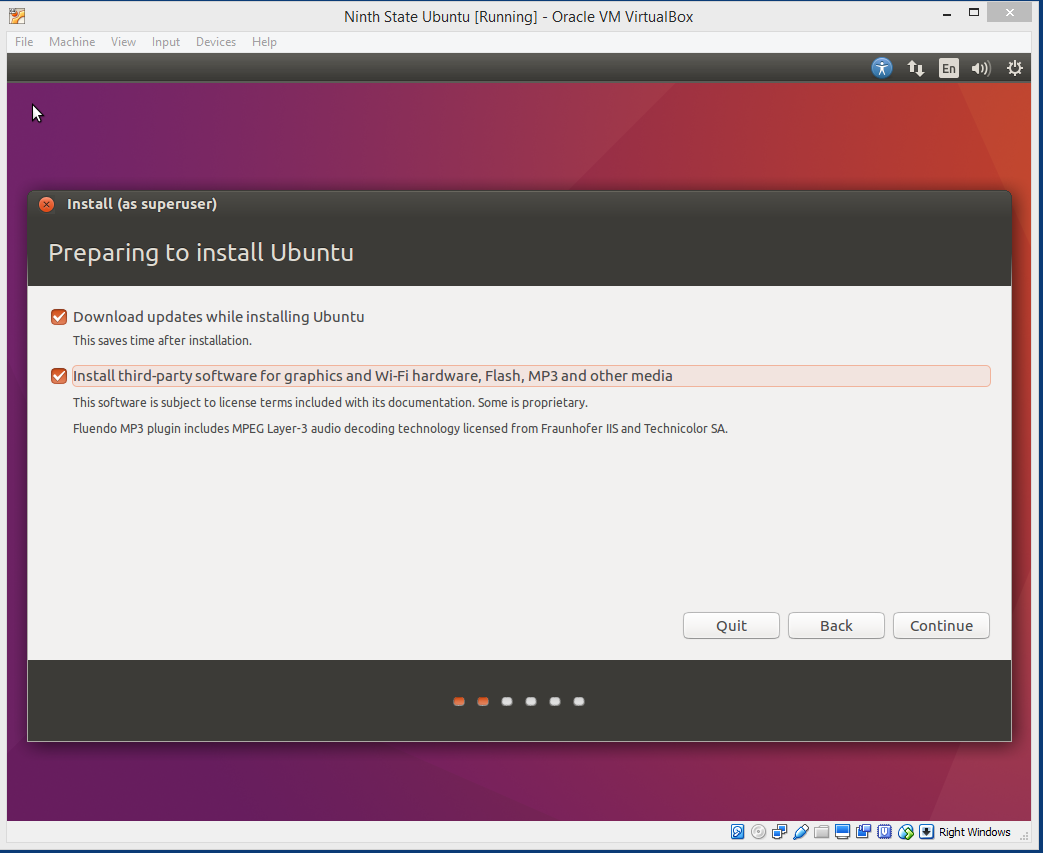 Ninth State Ubuntu [Running] - Oracle VM VirtualBox
File Machine View Input Devices Help
En
Install (as superuser)
Preparing to install Ubuntu
Download updates while installing Ubuntu
This saves time after installation.
Install third-party software for graphics and Wi-Fi hardware, Flash, MP3 and other media
This software is subject to license terms included with its documentation. Some is proprietary.
Fluendo MP3 plugin includes MPEG Layer-3 audio decoding technology licensed from Fraunhofer IIS and Technicolor SA.
Quit Back Continue
Right Windows